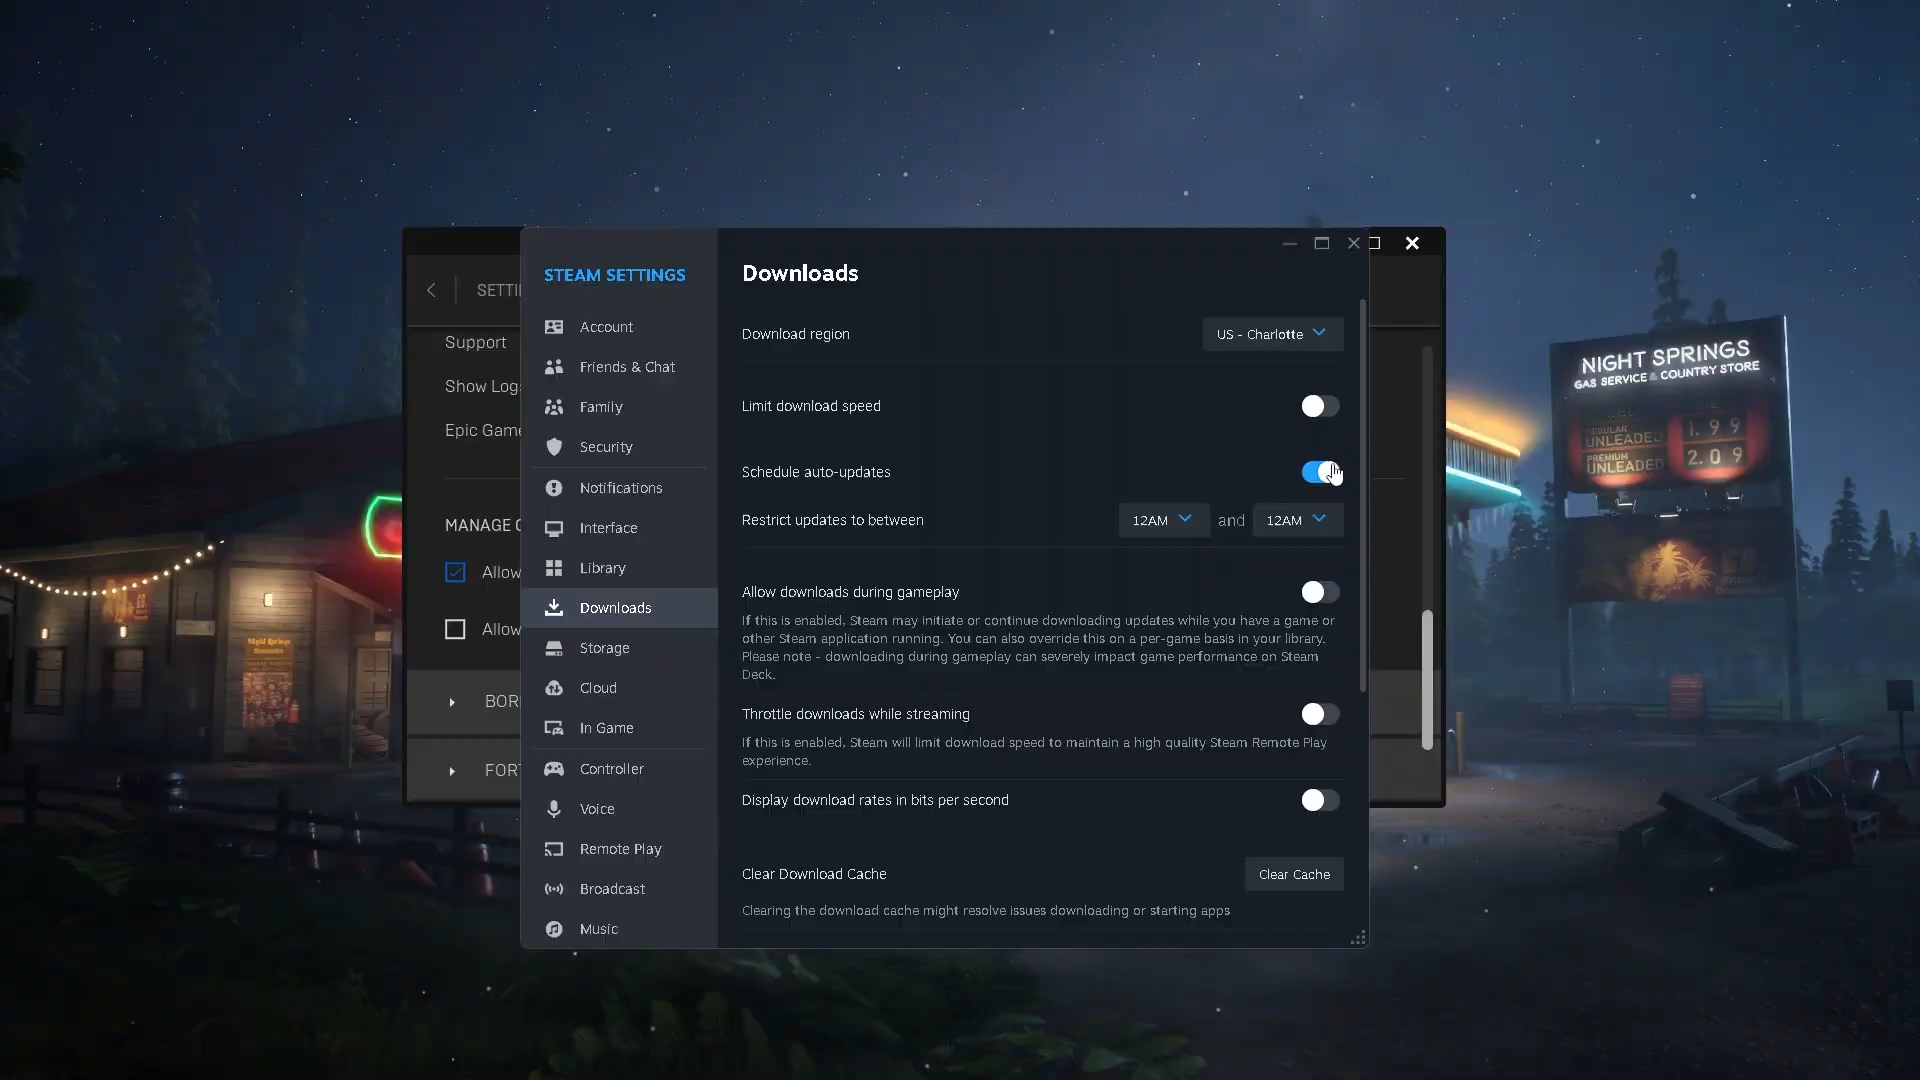 STEAM SETTINGS
Account
Friends & Chat
Family
Security
Notifications
Interface
Library
Downloads
Storage
Cloud
In Game
Controller
Voice
Remote Play
Broadcast
Music
Downloads
Download region
US - Charlotte
Limit download speed
Schedule auto-updates
Restrict updates to between
12AM and 12AM
Allow downloads during gameplay
If this is enabled, Steam may initiate or continue downloading updates while you have a game or
other Steam application running. You can also override this on a per-game basis in your library.
Please note - downloading during gameplay can severely impact game performance on Steam
Deck.
Throttle downloads while streaming
If this is enabled, Steam will limit download speed to maintain a high quality Steam Remote Play
experience.
Display download rates in bits per second
Clear Download Cache
Clear Cache
Clearing the download cache might resolve issues downloading or starting apps
SETTI
Support
Show Log
Epic Gam
MANAGE
Allow
Allow
BOR
FOR
NIGHT SPRINGS
GAS SERVICE & COUNTRY STORE
REGULAR
UNLEADED
1.99
PREMIUM
UNLEADED
2.09